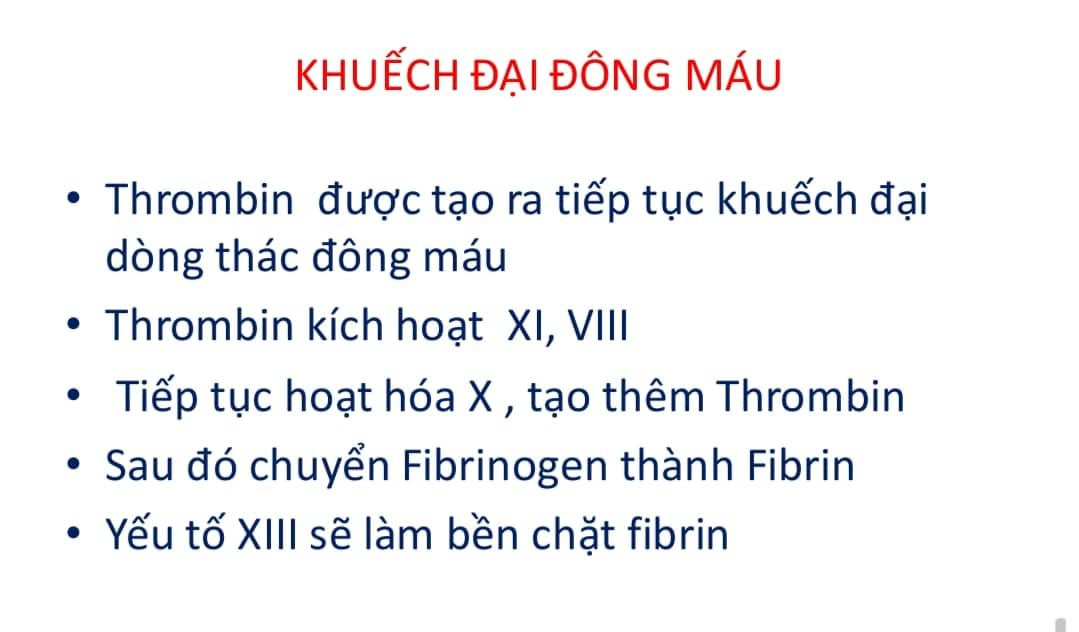 KHUẾCH ĐẠI ĐÔNG MÁU
• Thrombin được tạo ra tiếp tục khuếch đại
dòng thác đông máu
• Thrombin kích hoạt XI, VIII
• Tiếp tục hoạt hóa X , tạo thêm Thrombin
• Sau đó chuyển Fibrinogen thành Fibrin
• Yếu tố XIII sẽ làm bền chặt fibrin